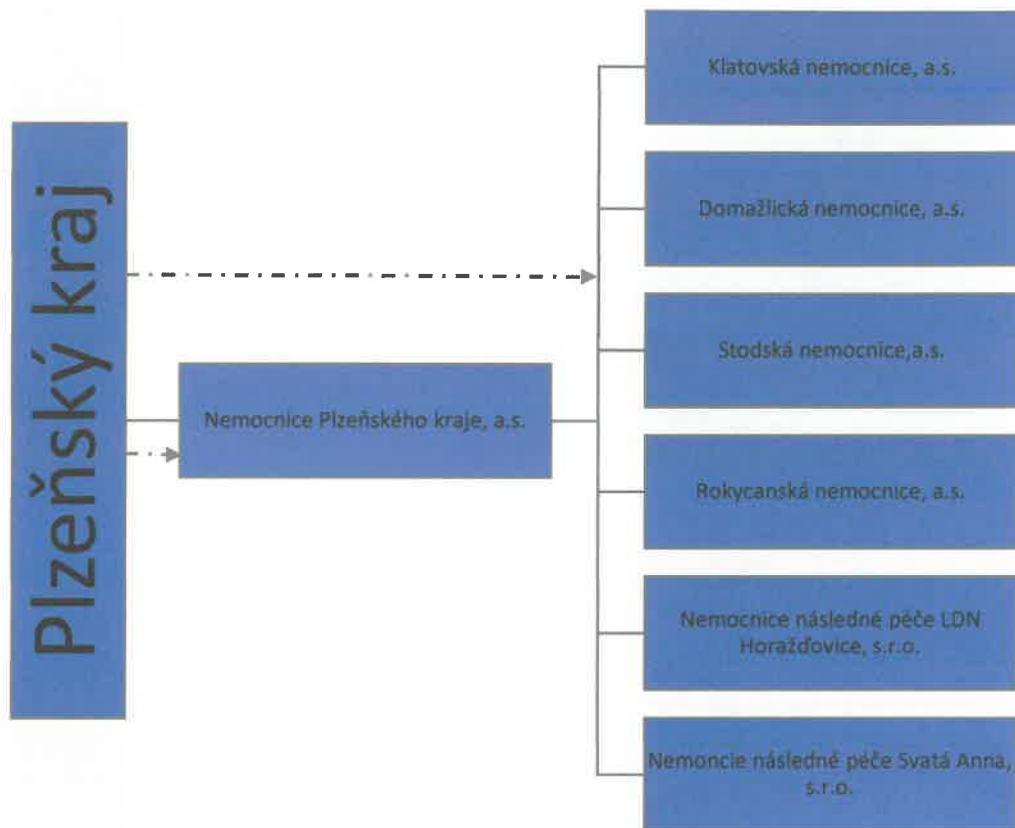 Plzeňský kraj
Nemocnice Plzeňského kraje, a.s.
Klatovská nemocnice, a.s.
Domažlická nemocnice, a.s.
Stodská nemocnice,a.s.
Rokycanská nemocnice, a.s.
Nemocnice následné péče LDN
Horažďovice, s.r.o.
Nemoncie následné péče Svatá Anna,
s.r.o.